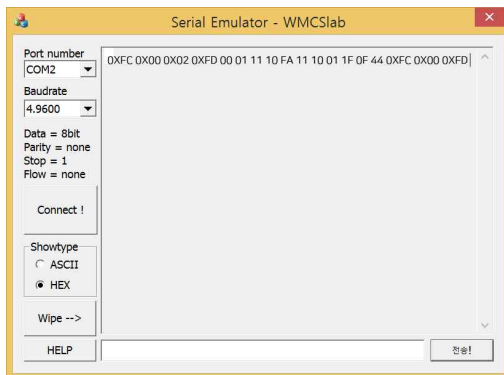 Serial Emulator - WMCSlab
Port number
COM2
Baudrate
4.9600
Data = 8bit
Parity = none
Stop = 1
Flow = none
Connect !
Showtype
ASCII
HEX
Wipe -->
HELP
0XFC 0X00 0X02 0XFD 00 01 11 10 FA 11 10 01 1F 0F 44 0XFC 0X00 0XFD
전송!